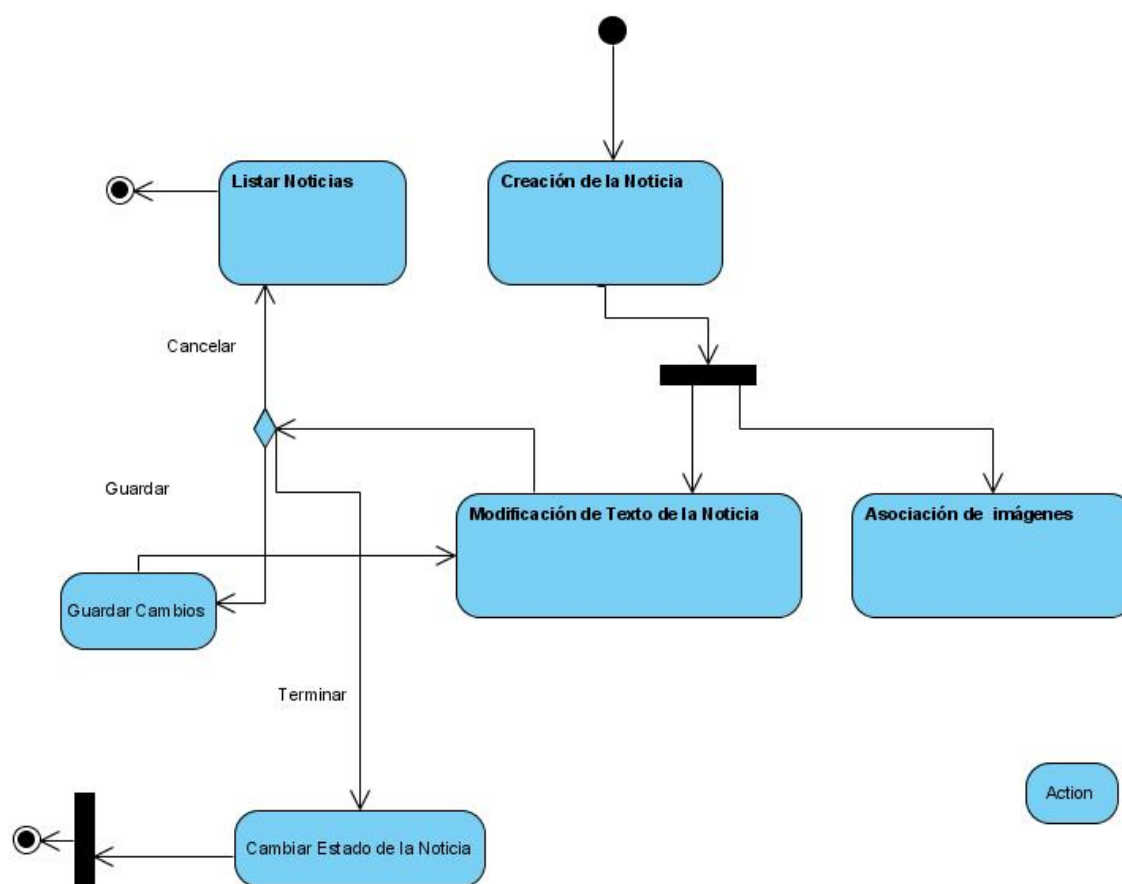 Listar Noticias
Creación de la Noticia
Cancelar
Guardar
Modificación de Texto de la Noticia
Asociación de imágenes
Guardar Cambios
Terminar
Action
Cambiar Estado de la Noticia